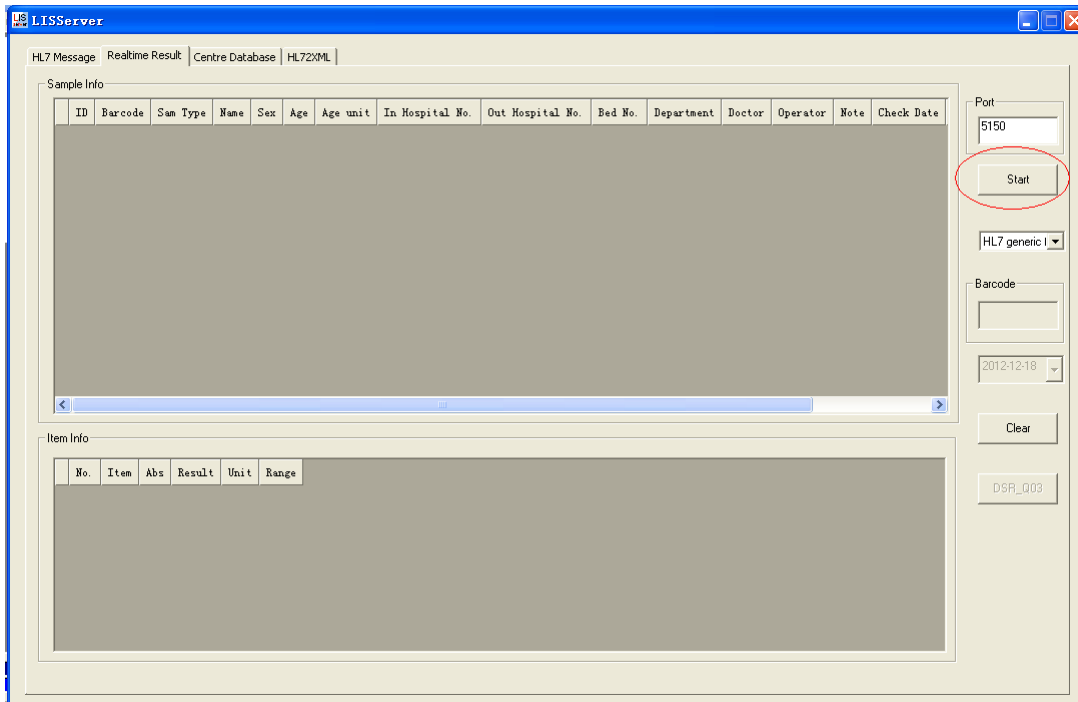 LIS LISServer
HL7 Message Realtime Result Centre Database HL72XML
Sample Info
ID Barcode Sam Type Name Sex Age Age unit In Hospital No. Out Hospital No. Bed No. Department Doctor Operator Note Check Date
Port
5150
Start
HL7 generic
Barcode
2012-12-18
Clear
DSR_Q03
Item Info
No. Item Abs Result Unit Range